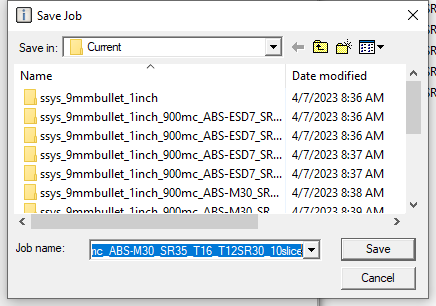 Save Job
Save in: Current
Name Date modified
ssys_9mmbullet_1inch 4/7/2023 8:36 AM
ssys_9mmbullet_1inch_900mc_ABS-ESD7_SR... 4/7/2023 8:36 AM
ssys_9mmbullet_1inch_900mc_ABS-ESD7_SR... 4/7/2023 8:36 AM
ssys_9mmbullet_1inch_900mc_ABS-ESD7_SR... 4/7/2023 8:37 AM
ssys_9mmbullet_1inch_900mc_ABS-ESD7_SR... 4/7/2023 8:37 AM
ssys_9mmbullet_1inch_900mc_ABS-M30_SR... 4/7/2023 8:38 AM
ssys_9mmbullet_1inch_900mc_ABS-M30_SR... 4/7/2023 8:39 AM
Job name: mc_ABS-M30_SR35_T16_T12SR30_10slice Save
Cancel